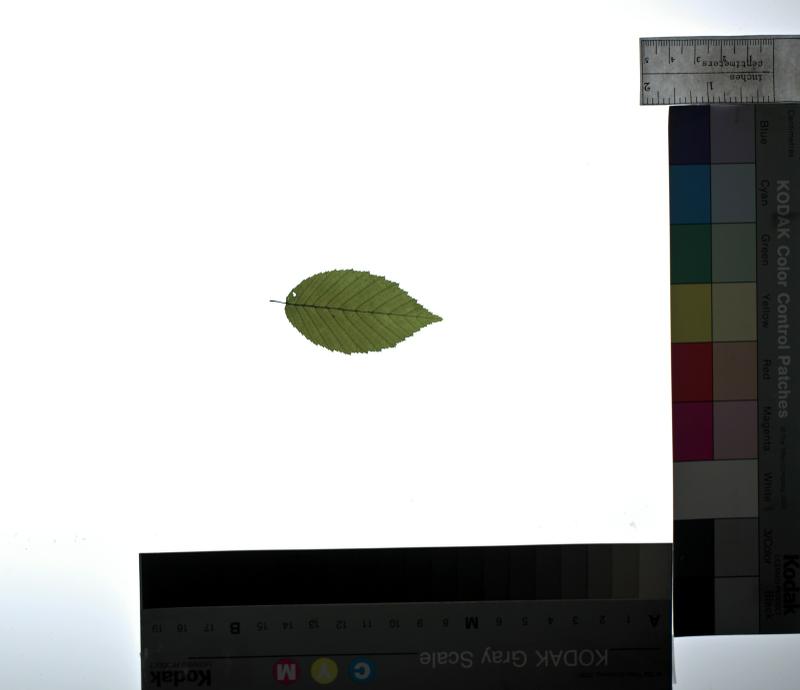 5 4 3
centimeters
inches
2 1
Centimetres
KODAK Color Control Patches
Blue
Cyan
Green
Yellow
Red
Magenta
White
3/Color
Black
Kodak
A 1 2 3 4 5 6 M 8 9 10 11 12 13 14 15 B 17 18 19
KODAK Gray Scale
C Y M
Kodak